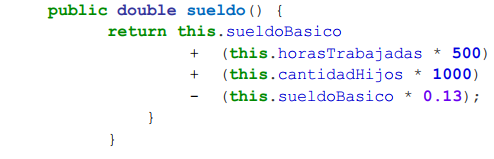 public double sueldo() {
return this.sueldoBasico
+ (this.horasTrabajadas * 500)
+ (this.cantidadHijos * 1000)
- (this.sueldoBasico * 0.13);
}
}